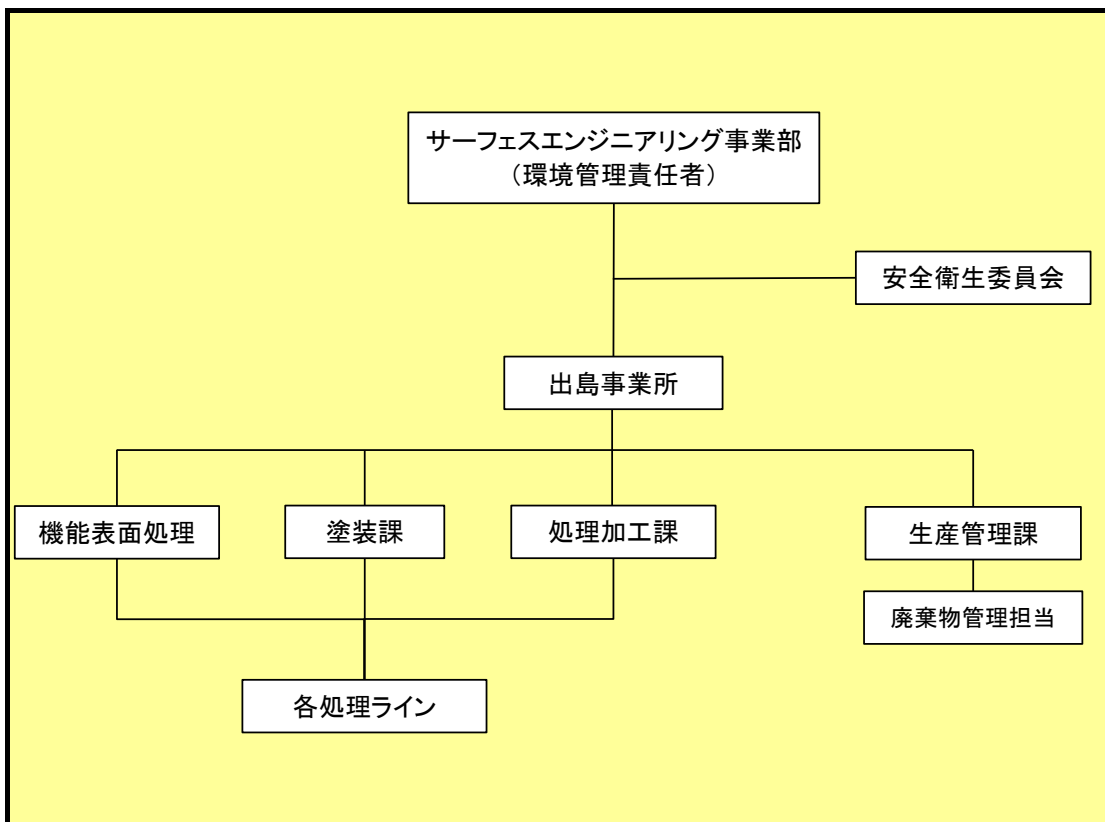 サーフェスエンジニアリング事業部
（環境管理責任者）
安全衛生委員会
出島事業所
機能表面処理
塗装課
処理加工課
生産管理課
廃棄物管理担当
各処理ライン